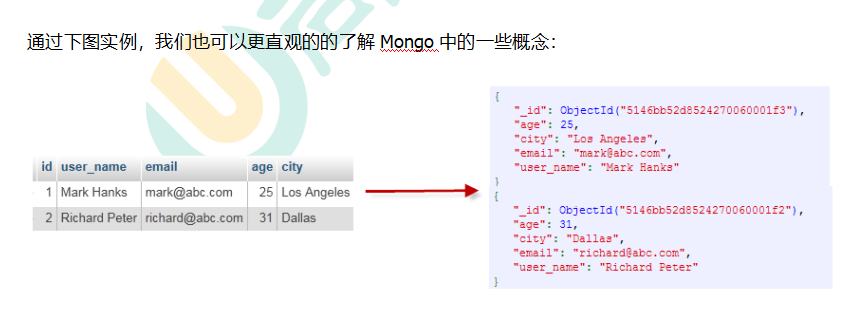 通过下图实例，我们也可以更直观的的了解 Mongo 中的一些概念：
id user_name email age city
1 Mark Hanks mark@abc.com 25 Los Angeles
2 Richard Peter richard@abc.com 31 Dallas
{
"_id": ObjectId("5146bb52d8524270060001f3"),
"age": 25,
"city": "Los Angeles",
"email": "mark@abc.com",
"user_name": "Mark Hanks"
}
{
"_id": ObjectId("5146bb52d8524270060001f2"),
"age": 31,
"city": "Dallas",
"email": "richard@abc.com",
"user_name": "Richard Peter"
}